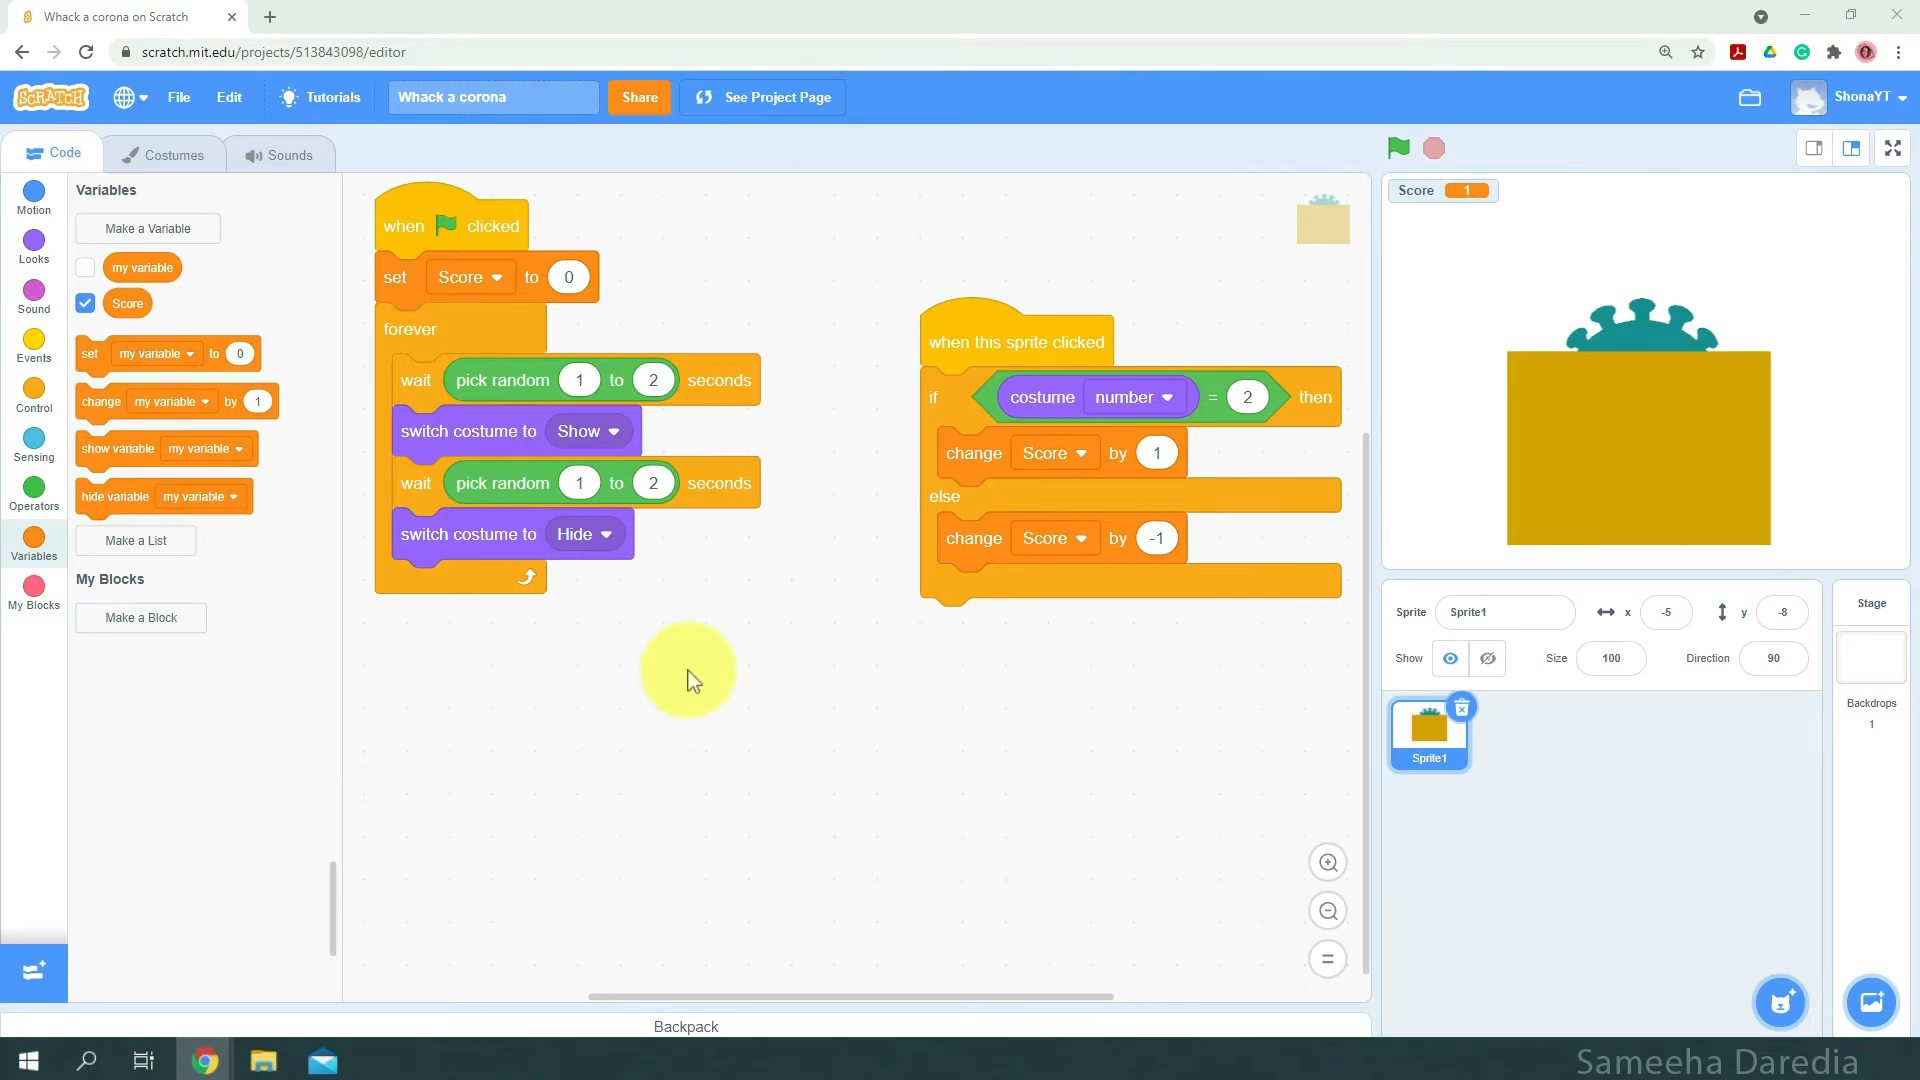 Whack a corona on Scratch
scratch.mit.edu/projects/513843098/editor
SCRATCH File Edit Tutorials Whack a corona Share See Project Page ShonaYT
Code Costumes Sounds
Motion
Looks
Sound
Events
Control
Sensing
Operators
Variables
My Blocks
Variables
Make a Variable
my variable
Score
set my variable to 0
change my variable by 1
show variable my variable
hide variable my variable
Make a List
My Blocks
Make a Block
when clicked
set Score to 0
forever
wait pick random 1 to 2 seconds
switch costume to Show
wait pick random 1 to 2 seconds
switch costume to Hide
when this sprite clicked
if costume number = 2 then
change Score by 1
else
change Score by -1
Score 1
Sprite Sprite1 x -5 y -8
Show Size 100 Direction 90
Sprite1
Stage
Backdrops
1
Backpack
Sameeha Daredia